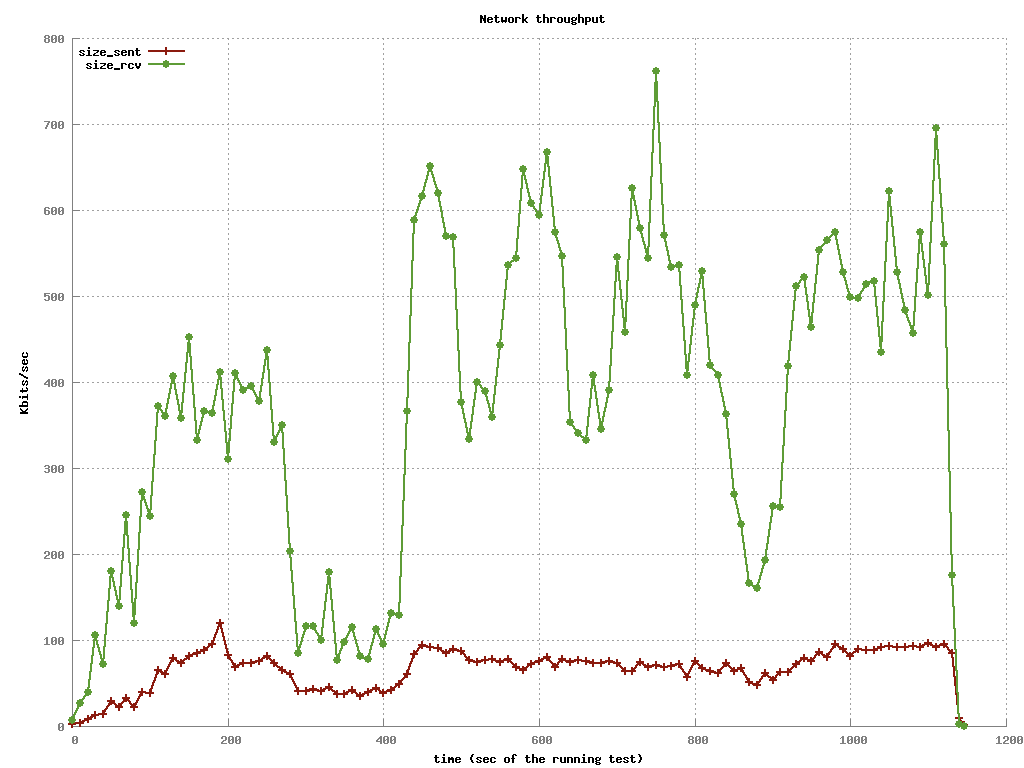 Network throughput
800
size_sent
size_rcv
700
600
500
400
300
200
100
0
Kbits/sec
0 200 400 600 800 1000 1200
time (sec of the running test)